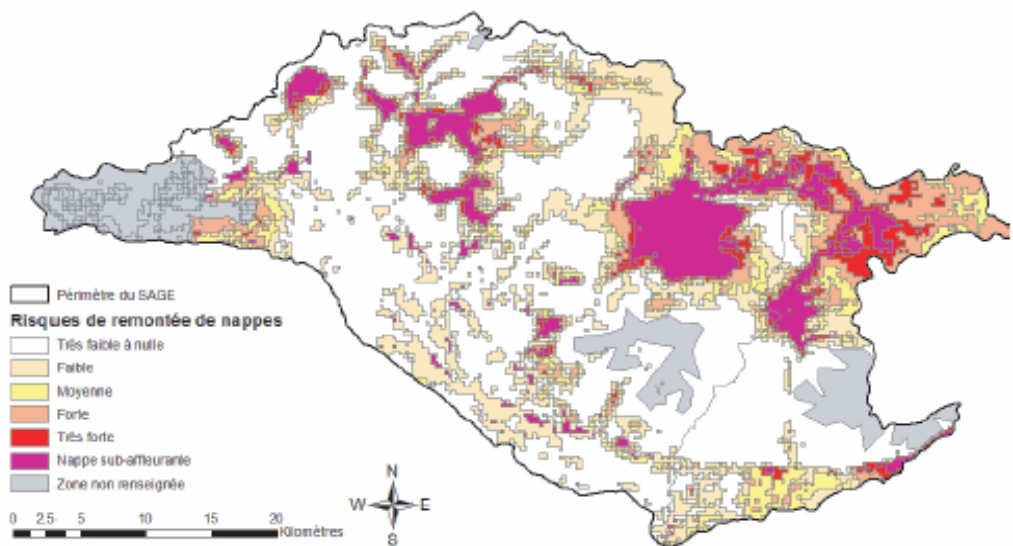 Périmètre du SAGE
Risques de remontée de nappes
Très faible à nulle
Faible
Moyenne
Forte
Très forte
Nappe sub-affleurante
Zone non renseignée
0 2.5 5 10 15 20 Kilomètres
N
W E
S